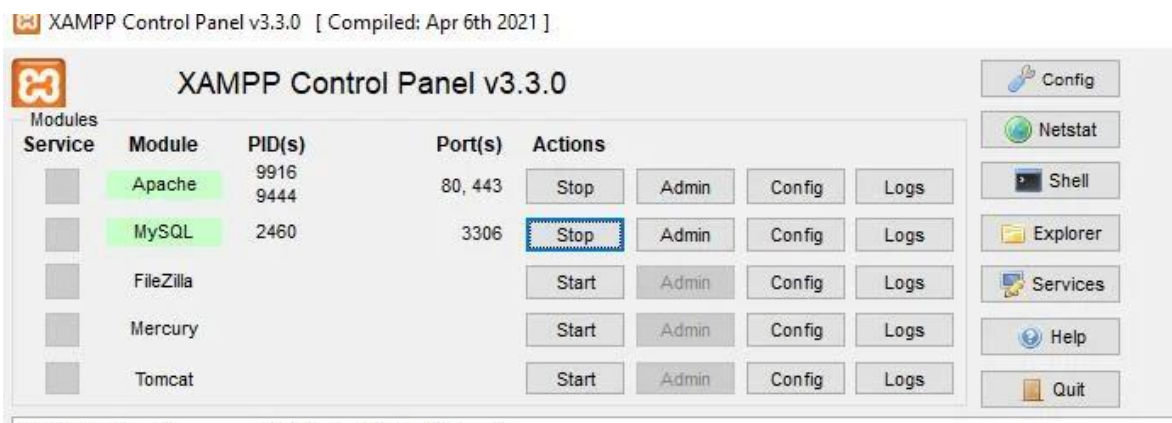 XAMPP Control Panel v3.3.0 [ Compiled: Apr 6th 2021 ]
XAMPP Control Panel v3.3.0
Config
Modules
Netstat
Service Module PID(s) Port(s) Actions
Apache 9916 9444 80, 443 Stop Admin Config Logs
Shell
MySQL 2460 3306 Stop Admin Config Logs
Explorer
FileZilla Start Admin Config Logs
Services
Mercury Start Admin Config Logs
Help
Tomcat Start Admin Config Logs
Quit